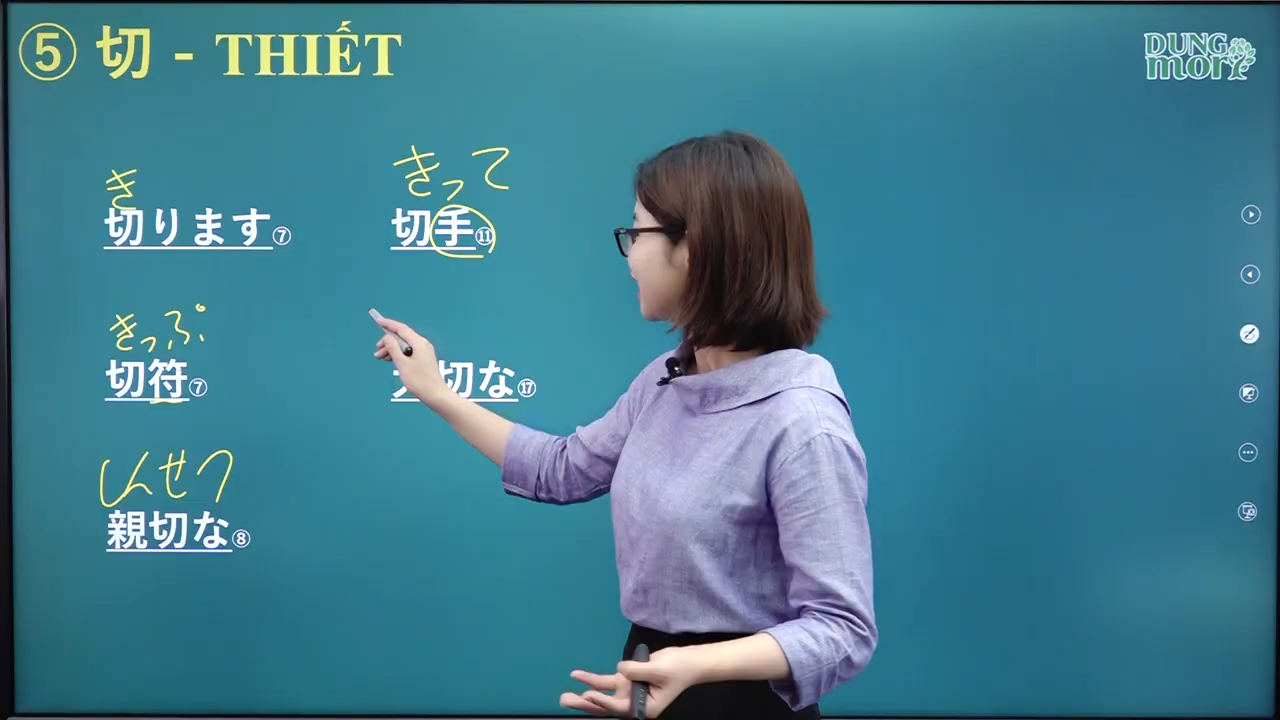 ⑤ 切 - THIẾT
DUNG
mori
き
切ります⑦
きって
切手⑪
きっぷ
切符⑦
切な⑰
しんせつ
親切な⑧